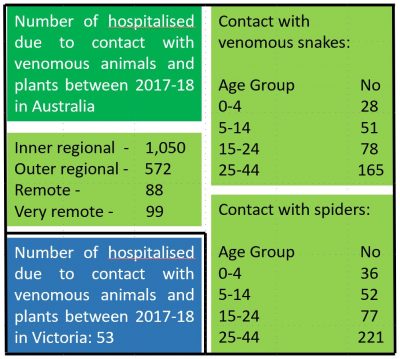 Number of hospitalised
due to contact with
venomous animals and
plants between 2017-18
in Australia
Inner regional - 1,050
Outer regional - 572
Remote - 88
Very remote - 99
Number of hospitalised
due to contact with
venomous animals and
plants between 2017-18
in Victoria: 53
Contact with
venomous snakes:
Age Group No
0-4 28
5-14 51
15-24 78
25-44 165
Contact with spiders:
Age Group No
0-4 36
5-14 52
15-24 77
25-44 221